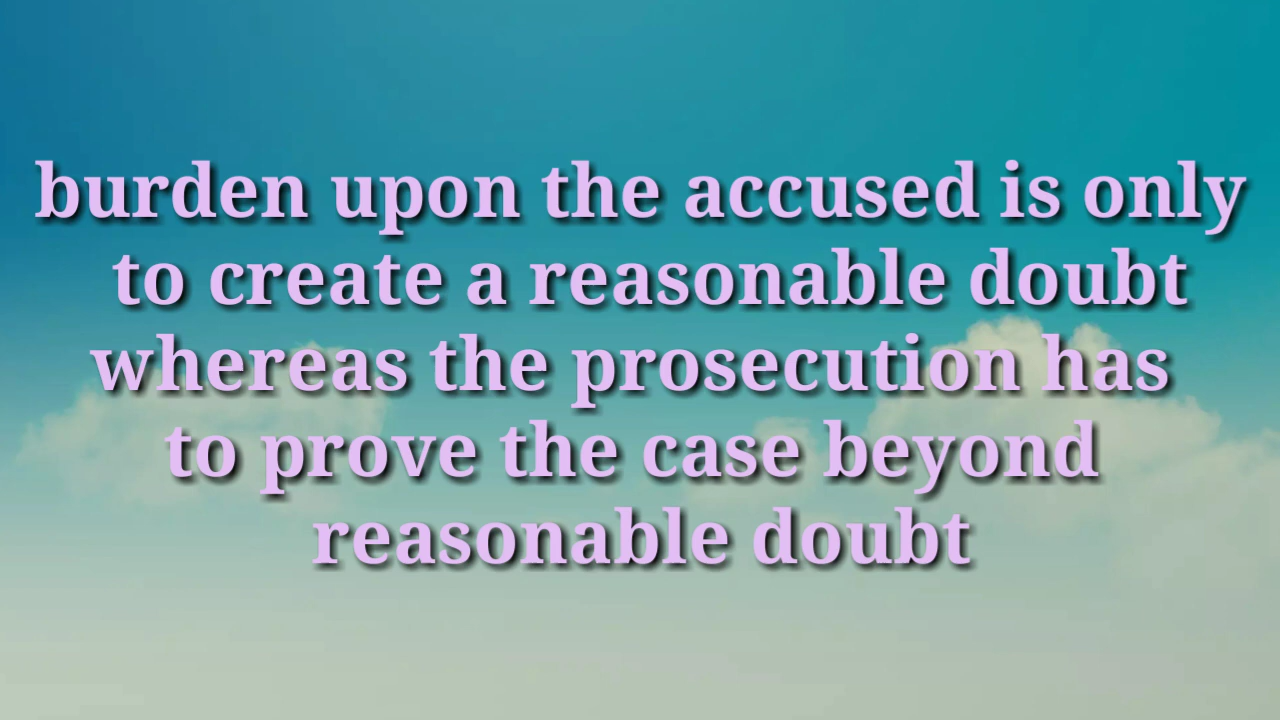 burden upon the accused is only
to create a reasonable doubt
whereas the prosecution has
to prove the case beyond
reasonable doubt